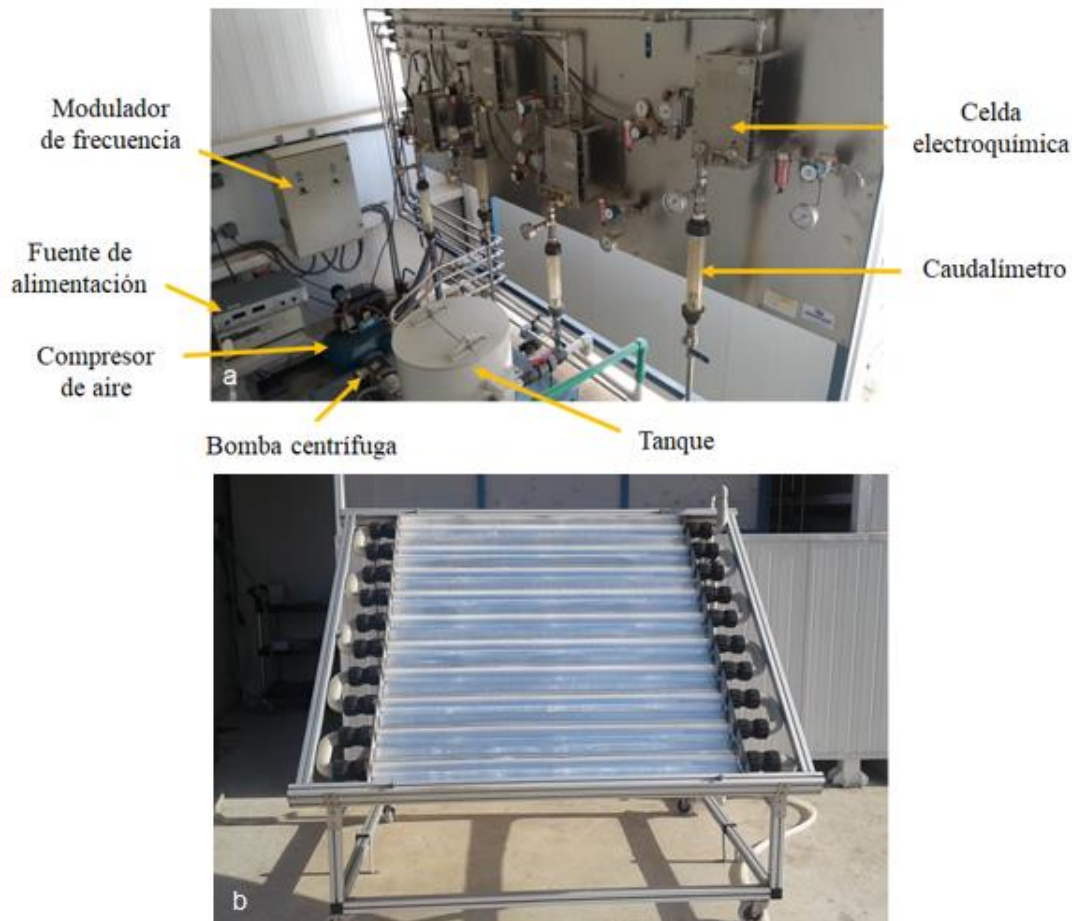 Modulador
de frecuencia
Celda
electroquímica
Fuente de
alimentación
Caudalímetro
Compresor
de aire
a
Bomba centrífuga
Tanque
b